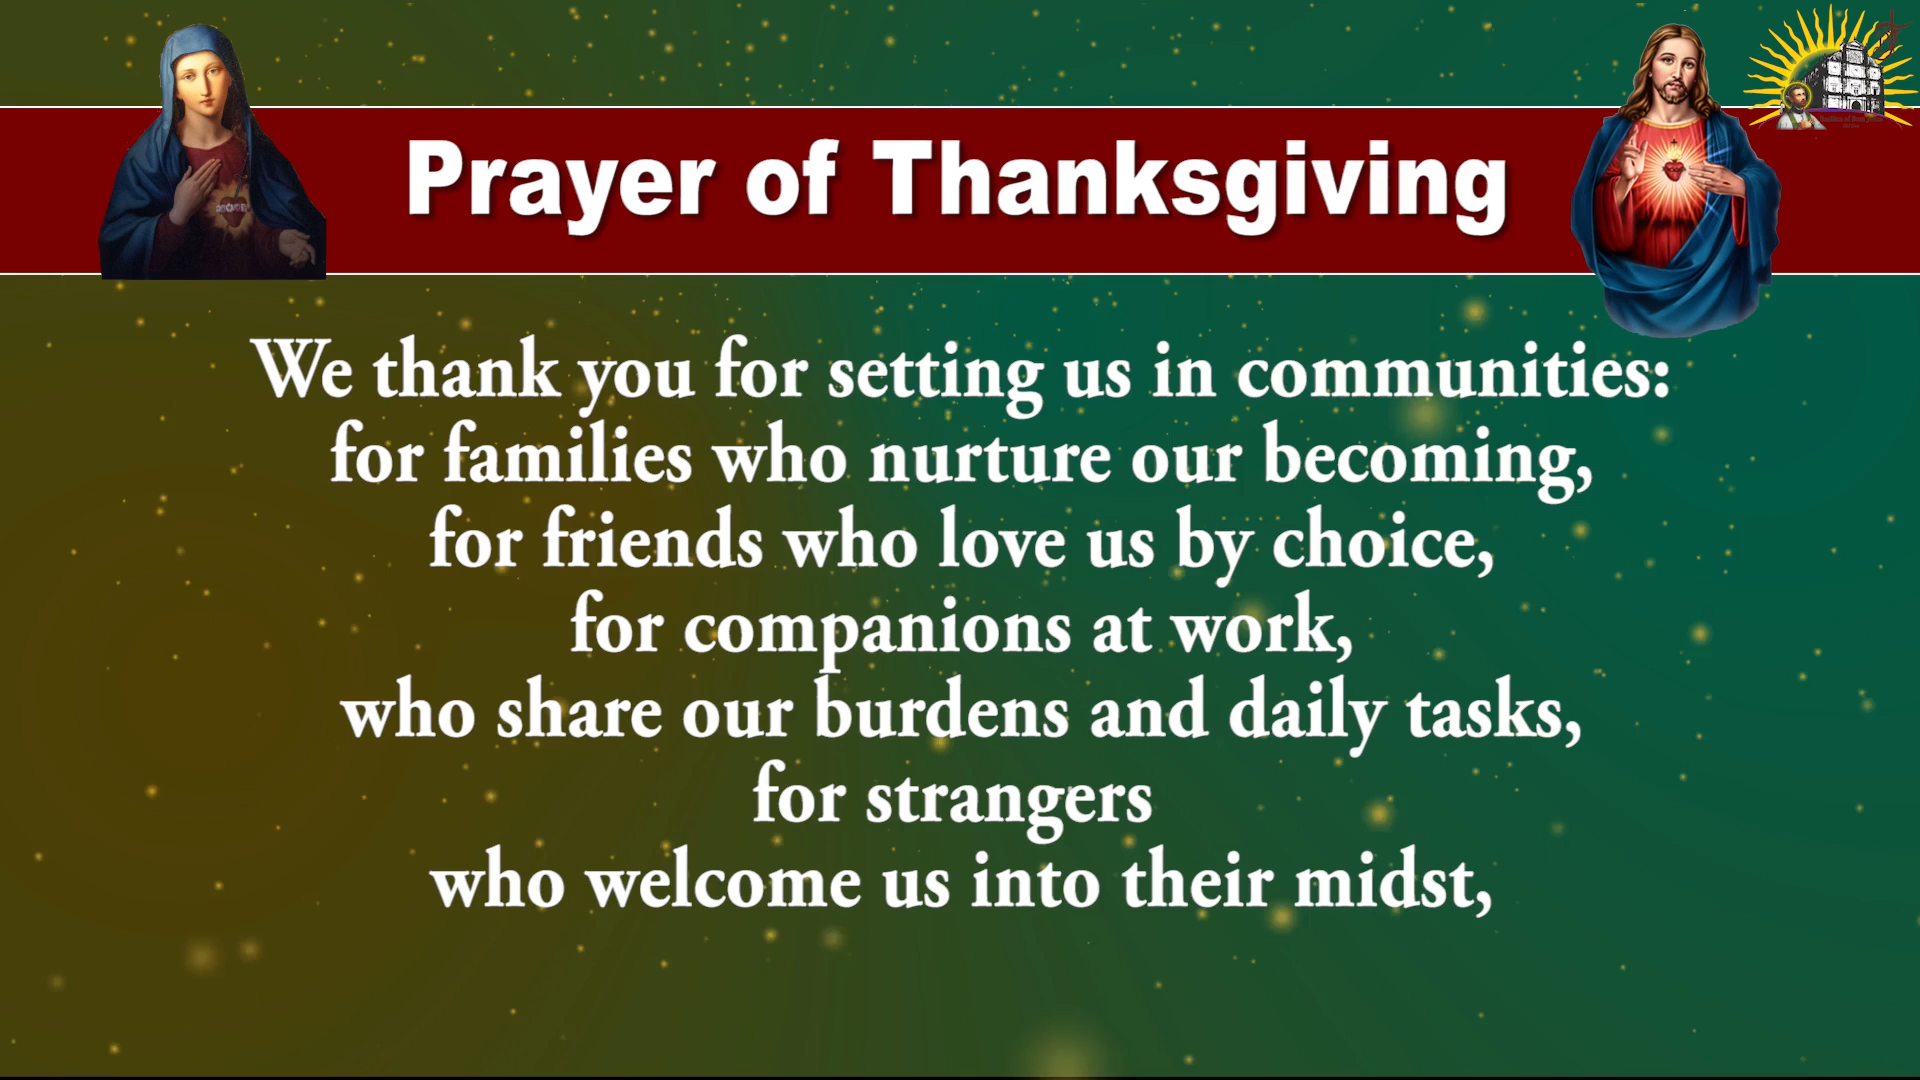 Prayer of Thanksgiving
We thank you for setting us in communities:
for families who nurture our becoming,
for friends who love us by choice,
for companions at work,
who share our burdens and daily tasks,
for strangers
who welcome us into their midst,